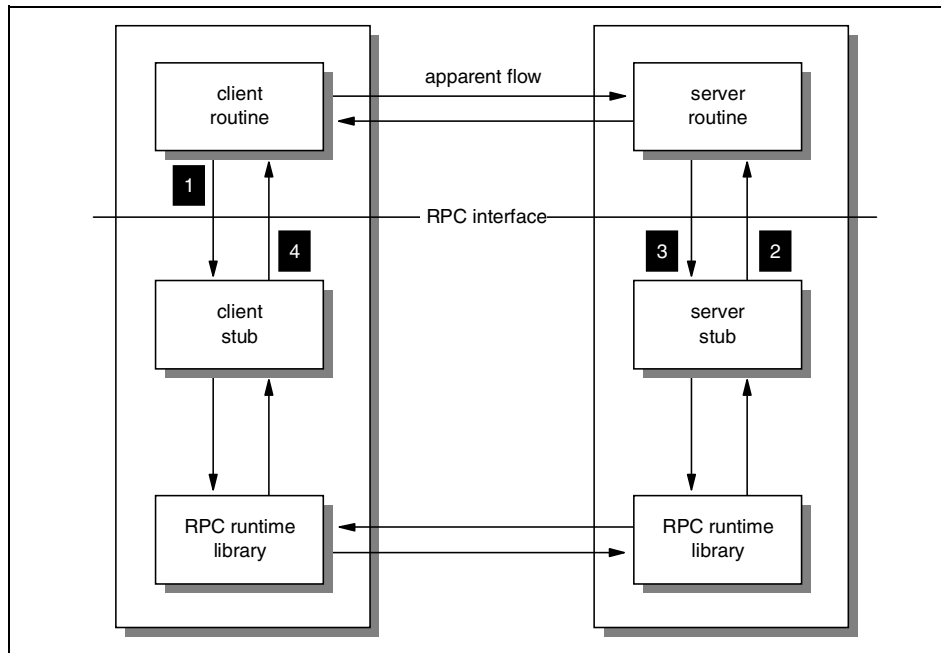 client
routine
apparent flow
server
routine
1
RPC interface
4
3
2
client
stub
server
stub
RPC runtime
library
RPC runtime
library